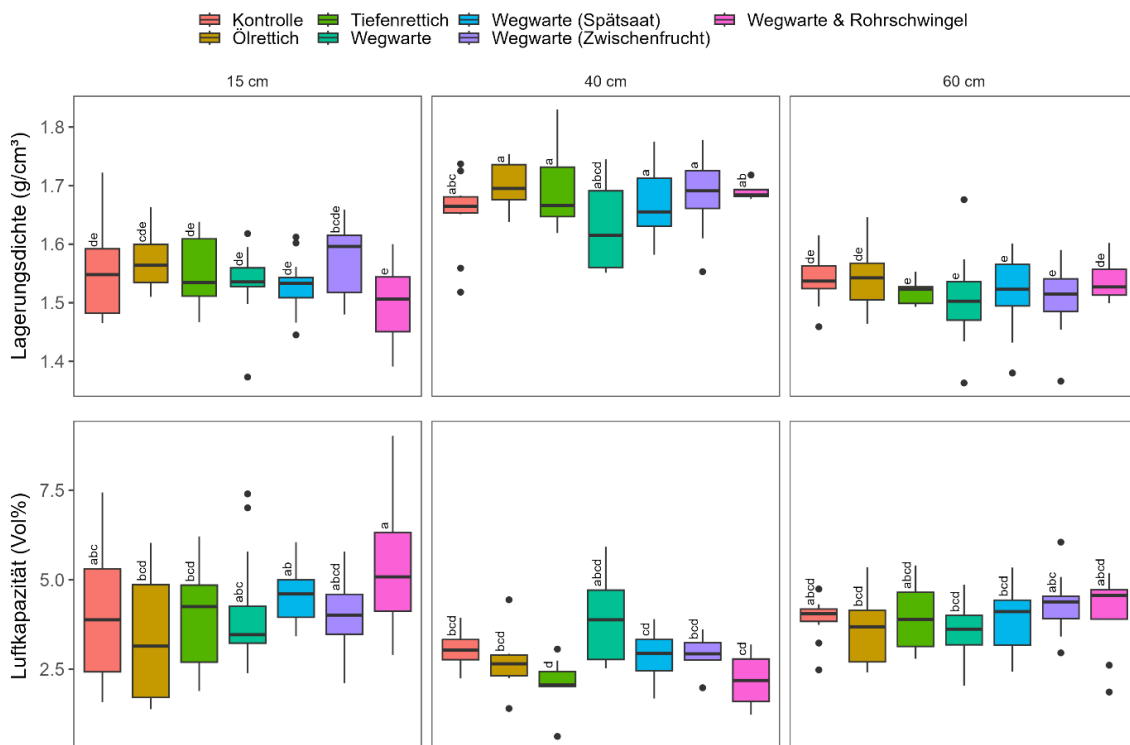 Kontrolle Tiefenrettich Wegwarte (Spätsaat) Wegwarte & Rohrschwingel
Ölrettich Wegwarte Wegwarte (Zwischenfrucht)
15 cm 40 cm 60 cm
Lagerungsdichte (g/cm³)
1.8
1.7
1.6
1.5
1.4
de cde de de de bcde e
abc a a abcd a a ab
de de e e e e de
Luftkapazität (Vol%)
7.5
5.0
2.5
abc bcd bcd abc ab abcd a
bcd bcd d abcd cd cd cd
abcd bcd abcd bcd bcd abc abcd